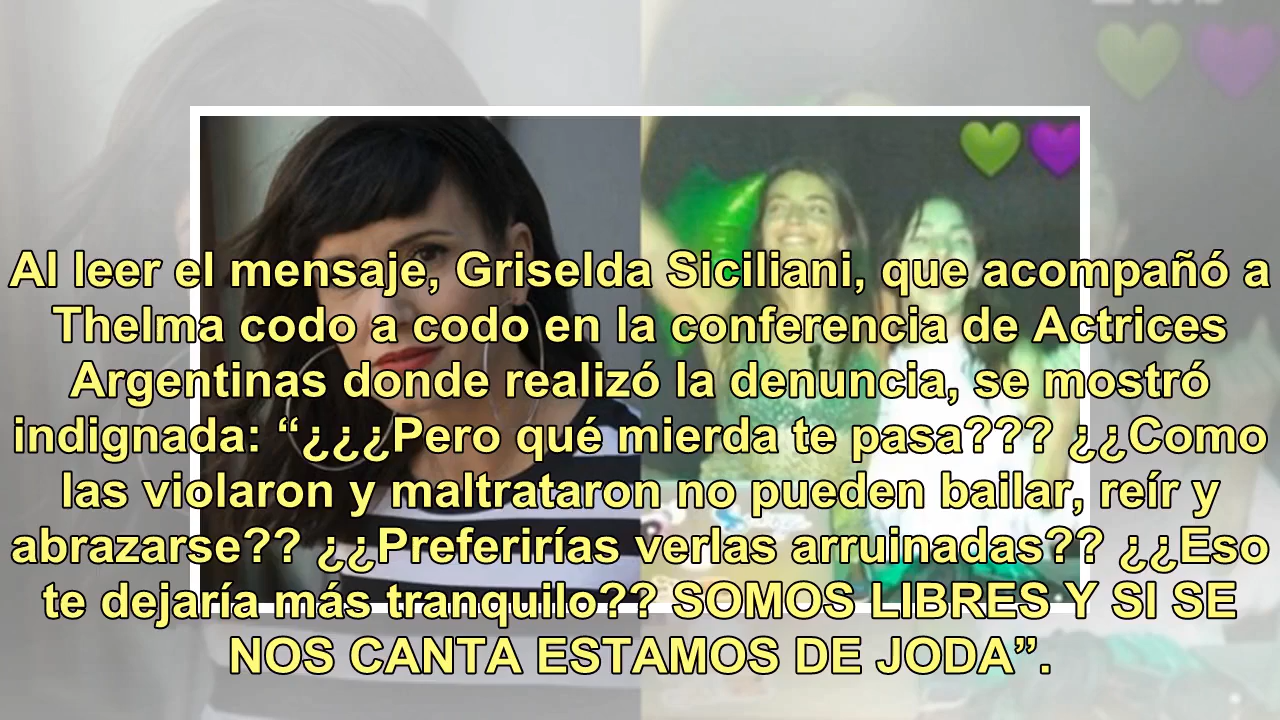 Al leer el mensaje, Griselda Siciliani, que acompañó a
Thelma codo a codo en la conferencia de Actrices
Argentinas donde realizó la denuncia, se mostró
indignada: “¿¿¿Pero qué mierda te pasa??? ¿¿Como
las violaron y maltrataron no pueden bailar, reír y
abrazarse?? ¿¿Preferirías verlas arruinadas?? ¿¿Eso
te dejaría más tranquilo?? SOMOS LIBRES Y SI SE
NOS CANTA ESTAMOS DE JODA”.